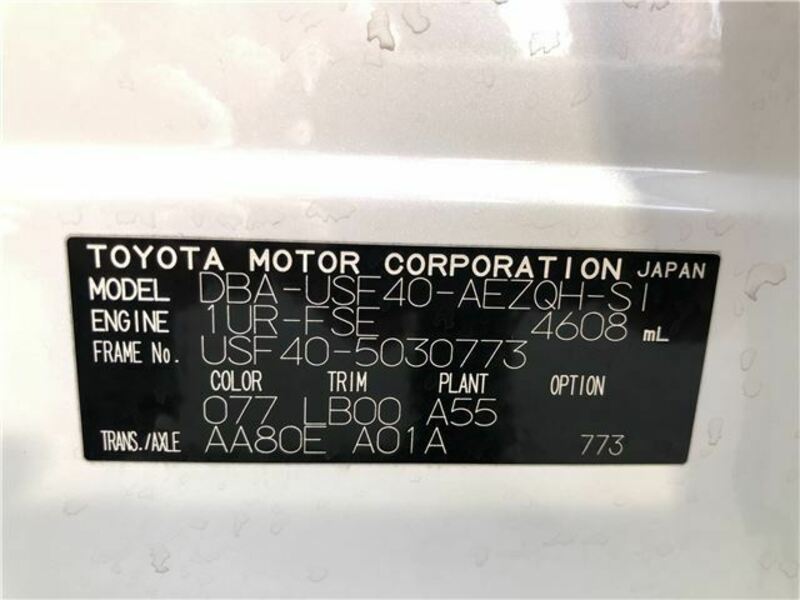 TOYOTA MOTOR CORPORATION JAPAN
MODEL DBA-USF40-AEZQH-SI
ENGINE 1UR-FSE 4608 mL
FRAME No. USF40-5030773
COLOR TRIM PLANT OPTION
077 LB00 A55
TRANS./AXLE AA80E A01A 773